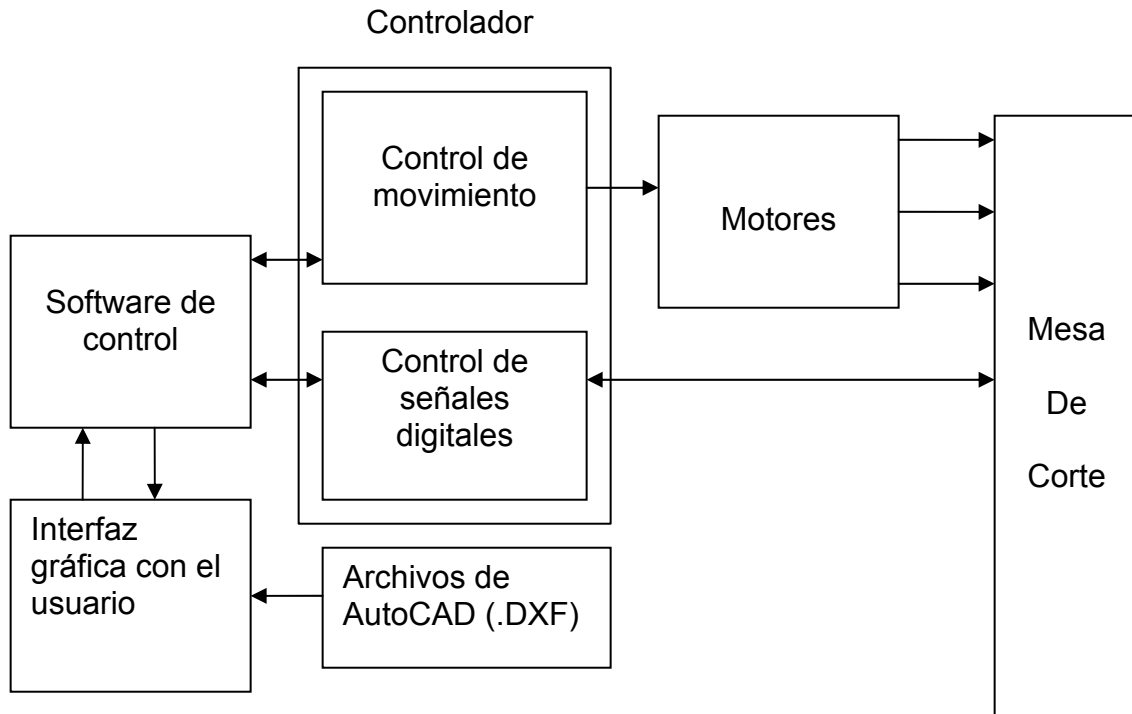 Controlador
Control de
movimiento
Motores
Software de
control
Control de
señales
digitales
Mesa
De
Corte
Interfaz
gráfica con el
usuario
Archivos de
AutoCAD (.DXF)